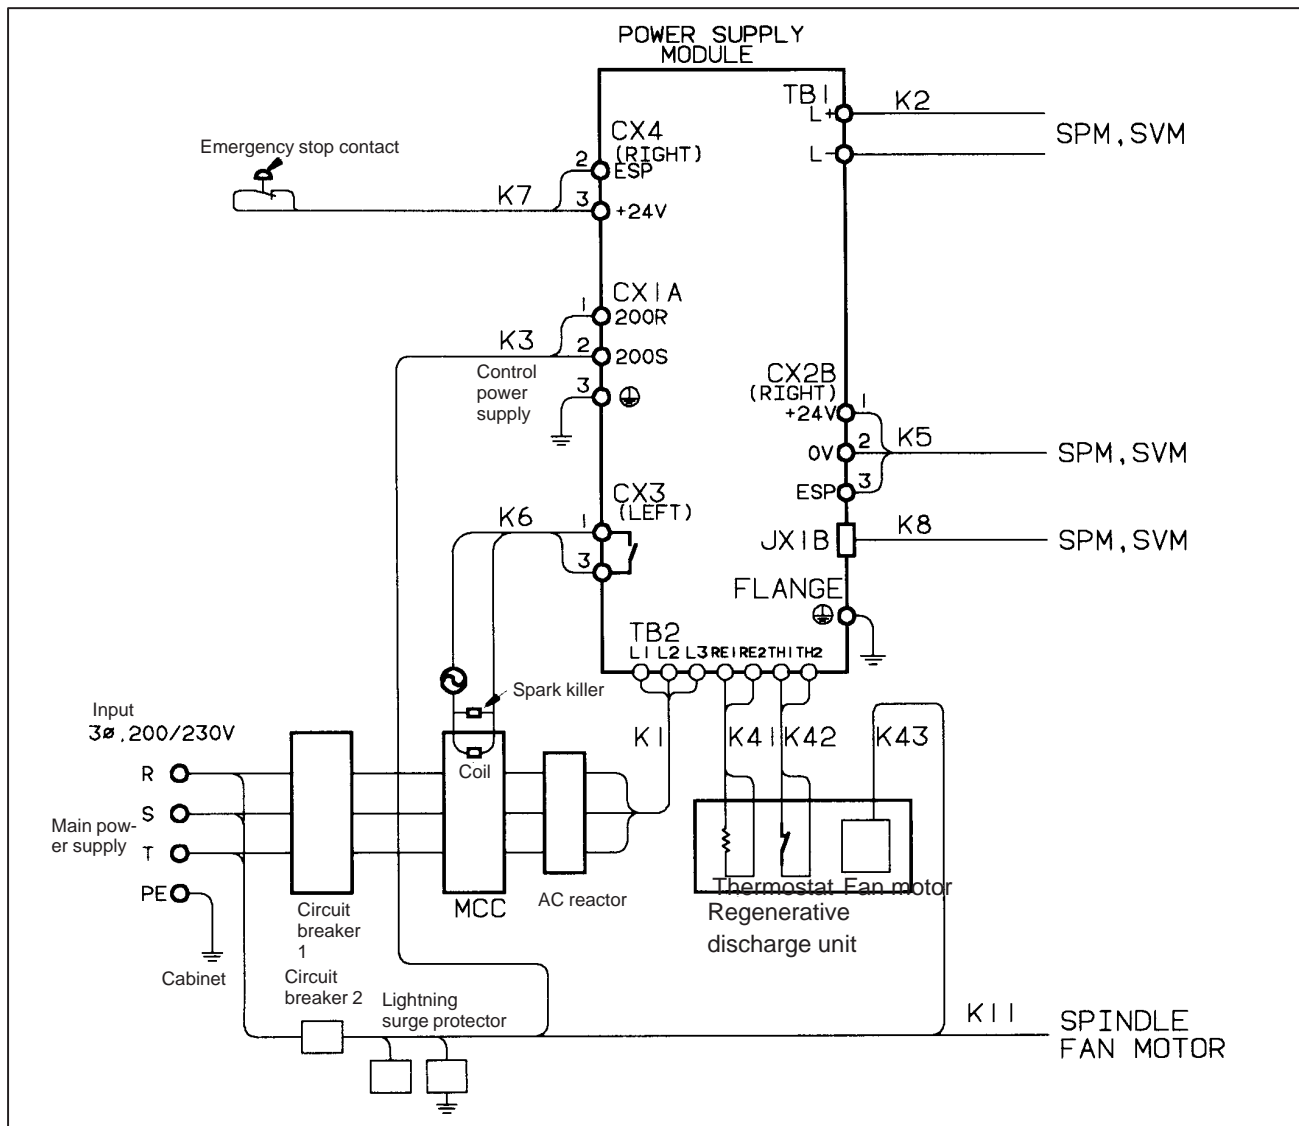 POWER SUPPLY
MODULE
TB1
L+
K2
SPM, SVM
L-
Emergency stop contact
CX4
(RIGHT)
2
ESP
K7
3
+24V
CX1A
1
200R
K3
2
200S
Control
power
supply
3
CX2B
(RIGHT)
+24V
1
0V
2
K5
SPM, SVM
ESP
3
CX3
(LEFT)
K6
1
3
JX1B
K8
SPM, SVM
FLANGE
TB2
L1 L2 L3 RE1 RE2 TH1 TH2
Spark killer
Input
3ø, 200/230V
K1
K41
K42
K43
Coil
R
S
Main pow-
er supply
T
PE
Circuit
breaker
1
MCC
AC reactor
Thermostat Fan motor
Regenerative
discharge unit
Cabinet
Circuit
breaker 2
Lightning
surge protector
K11
SPINDLE
FAN MOTOR